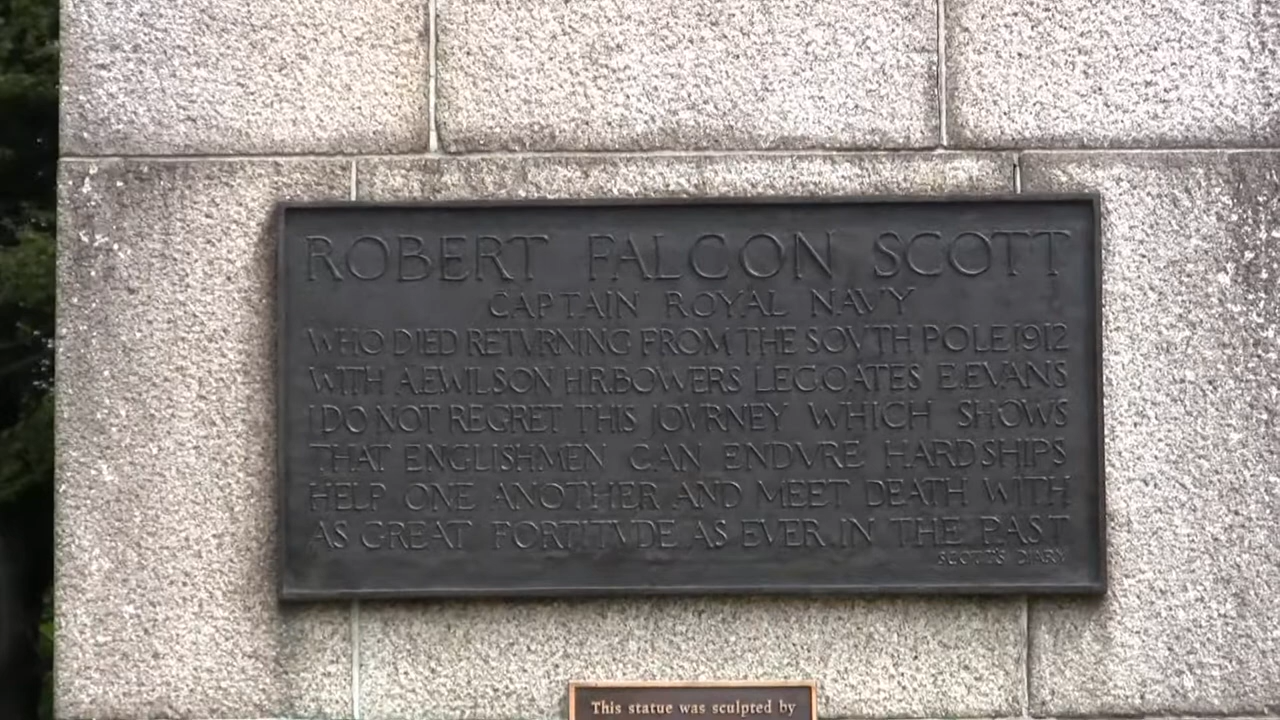 ROBERT FALCON SCOTT
CAPTAIN ROYAL NAVY
WHO DIED RETVRNING FROM THE SOVTH POLE 1912
WITH A.E.WILSON H.R.BOWERS L.E.G.OATES E.EVANS
I DO NOT REGRET THIS JOVRNEY WHICH SHOWS
THAT ENGLISHMEN CAN ENDVRE HARDSHIPS
HELP ONE ANOTHER AND MEET DEATH WITH
AS GREAT FORTITVDE AS EVER IN THE PAST
SCOTT'S DIARY
This statue was sculpted by